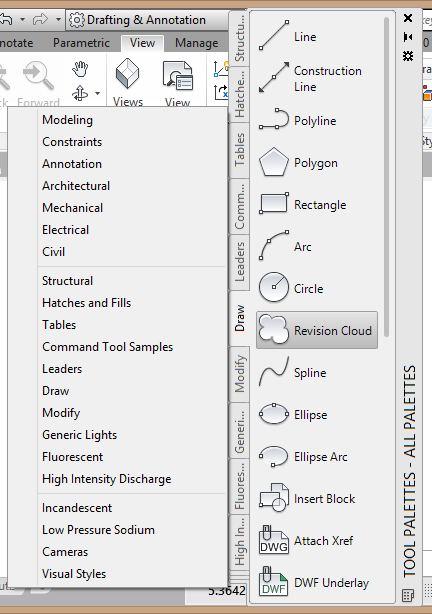 Drafting & Annotation
notate
Parametric
View
Manage
Forward
Views
View
Modeling
Constraints
Annotation
Architectural
Mechanical
Electrical
Civil
Structural
Hatches and Fills
Tables
Command Tool Samples
Leaders
Draw
Modify
Generic Lights
Fluorescent
High Intensity Discharge
Incandescent
Low Pressure Sodium
Cameras
Visual Styles
Structu...
Hatche...
Tables
Comm...
Leaders
Draw
Modify
Generi...
Fluores...
High In...
Line
Construction
Line
Polyline
Polygon
Rectangle
Arc
Circle
Revision Cloud
Spline
Ellipse
Ellipse Arc
Insert Block
DWG
Attach Xref
DWF
DWF Underlay
TOOL PALETTES - ALL PALETTES
5.3642